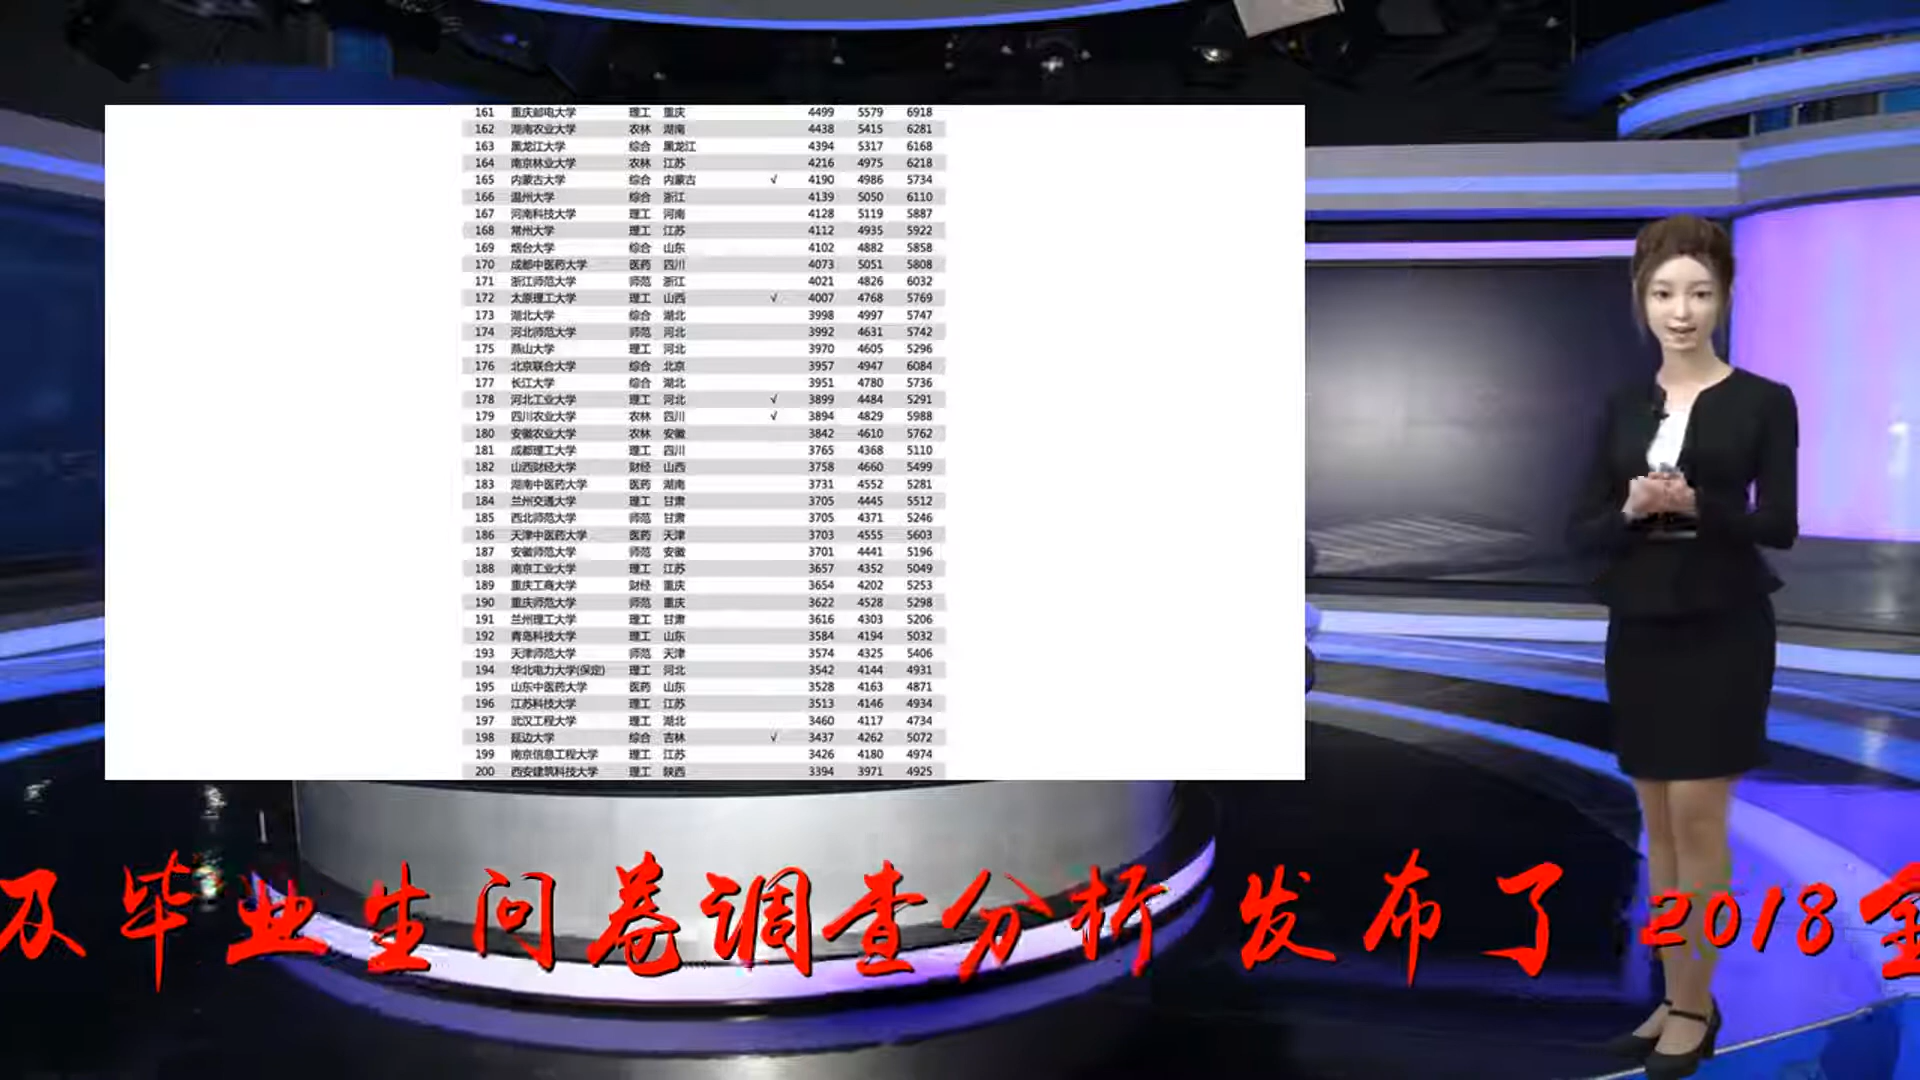 161 重庆邮电大学 理工 重庆 4499 5579 6918
162 湖南农业大学 农林 湖南 4438 5415 6281
163 黑龙江大学 综合 黑龙江 4394 5317 6168
164 南京林业大学 农林 江苏 4216 4975 6218
165 内蒙古大学 综合 内蒙古 √ 4190 4986 5734
166 温州大学 综合 浙江 4139 5050 6110
167 河南科技大学 理工 河南 4128 5119 5887
168 常州大学 理工 江苏 4112 4935 5922
169 烟台大学 综合 山东 4102 4882 5858
170 成都中医药大学 医药 四川 4073 5051 5808
171 浙江师范大学 师范 浙江 4021 4826 6032
172 太原理工大学 理工 山西 √ 4007 4768 5769
173 湖北大学 综合 湖北 3998 4997 5747
174 河北师范大学 师范 河北 3992 4631 5742
175 燕山大学 理工 河北 3970 4605 5296
176 北京联合大学 综合 北京 3957 4947 6084
177 长江大学 综合 湖北 3951 4780 5736
178 河北工业大学 理工 河北 √ 3899 4484 5291
179 四川农业大学 农林 四川 √ 3894 4829 5988
180 安徽农业大学 农林 安徽 3842 4610 5762
181 成都理工大学 理工 四川 3765 4368 5110
182 山西财经大学 财经 山西 3758 4660 5499
183 湖南中医药大学 医药 湖南 3731 4552 5281
184 兰州交通大学 理工 甘肃 3705 4445 5512
185 西北师范大学 师范 甘肃 3705 4371 5246
186 天津中医药大学 医药 天津 3703 4555 5603
187 安徽师范大学 师范 安徽 3701 4441 5196
188 南京工业大学 理工 江苏 3657 4352 5049
189 重庆工商大学 财经 重庆 3654 4202 5253
190 重庆师范大学 师范 重庆 3622 4528 5298
191 兰州理工大学 理工 甘肃 3616 4303 5206
192 青岛科技大学 理工 山东 3584 4194 5032
193 天津师范大学 师范 天津 3574 4325 5406
194 华北电力大学(保定) 理工 河北 3542 4144 4931
195 山东中医药大学 医药 山东 3528 4163 4871
196 江苏科技大学 理工 江苏 3513 4146 4934
197 武汉工程大学 理工 湖北 3460 4117 4734
198 延边大学 综合 吉林 √ 3437 4262 5072
199 南京信息工程大学 理工 江苏 3426 4180 4974
200 西安建筑科技大学 理工 陕西 3394 3971 4925
及毕业生问卷调查分析 发布了 2018全